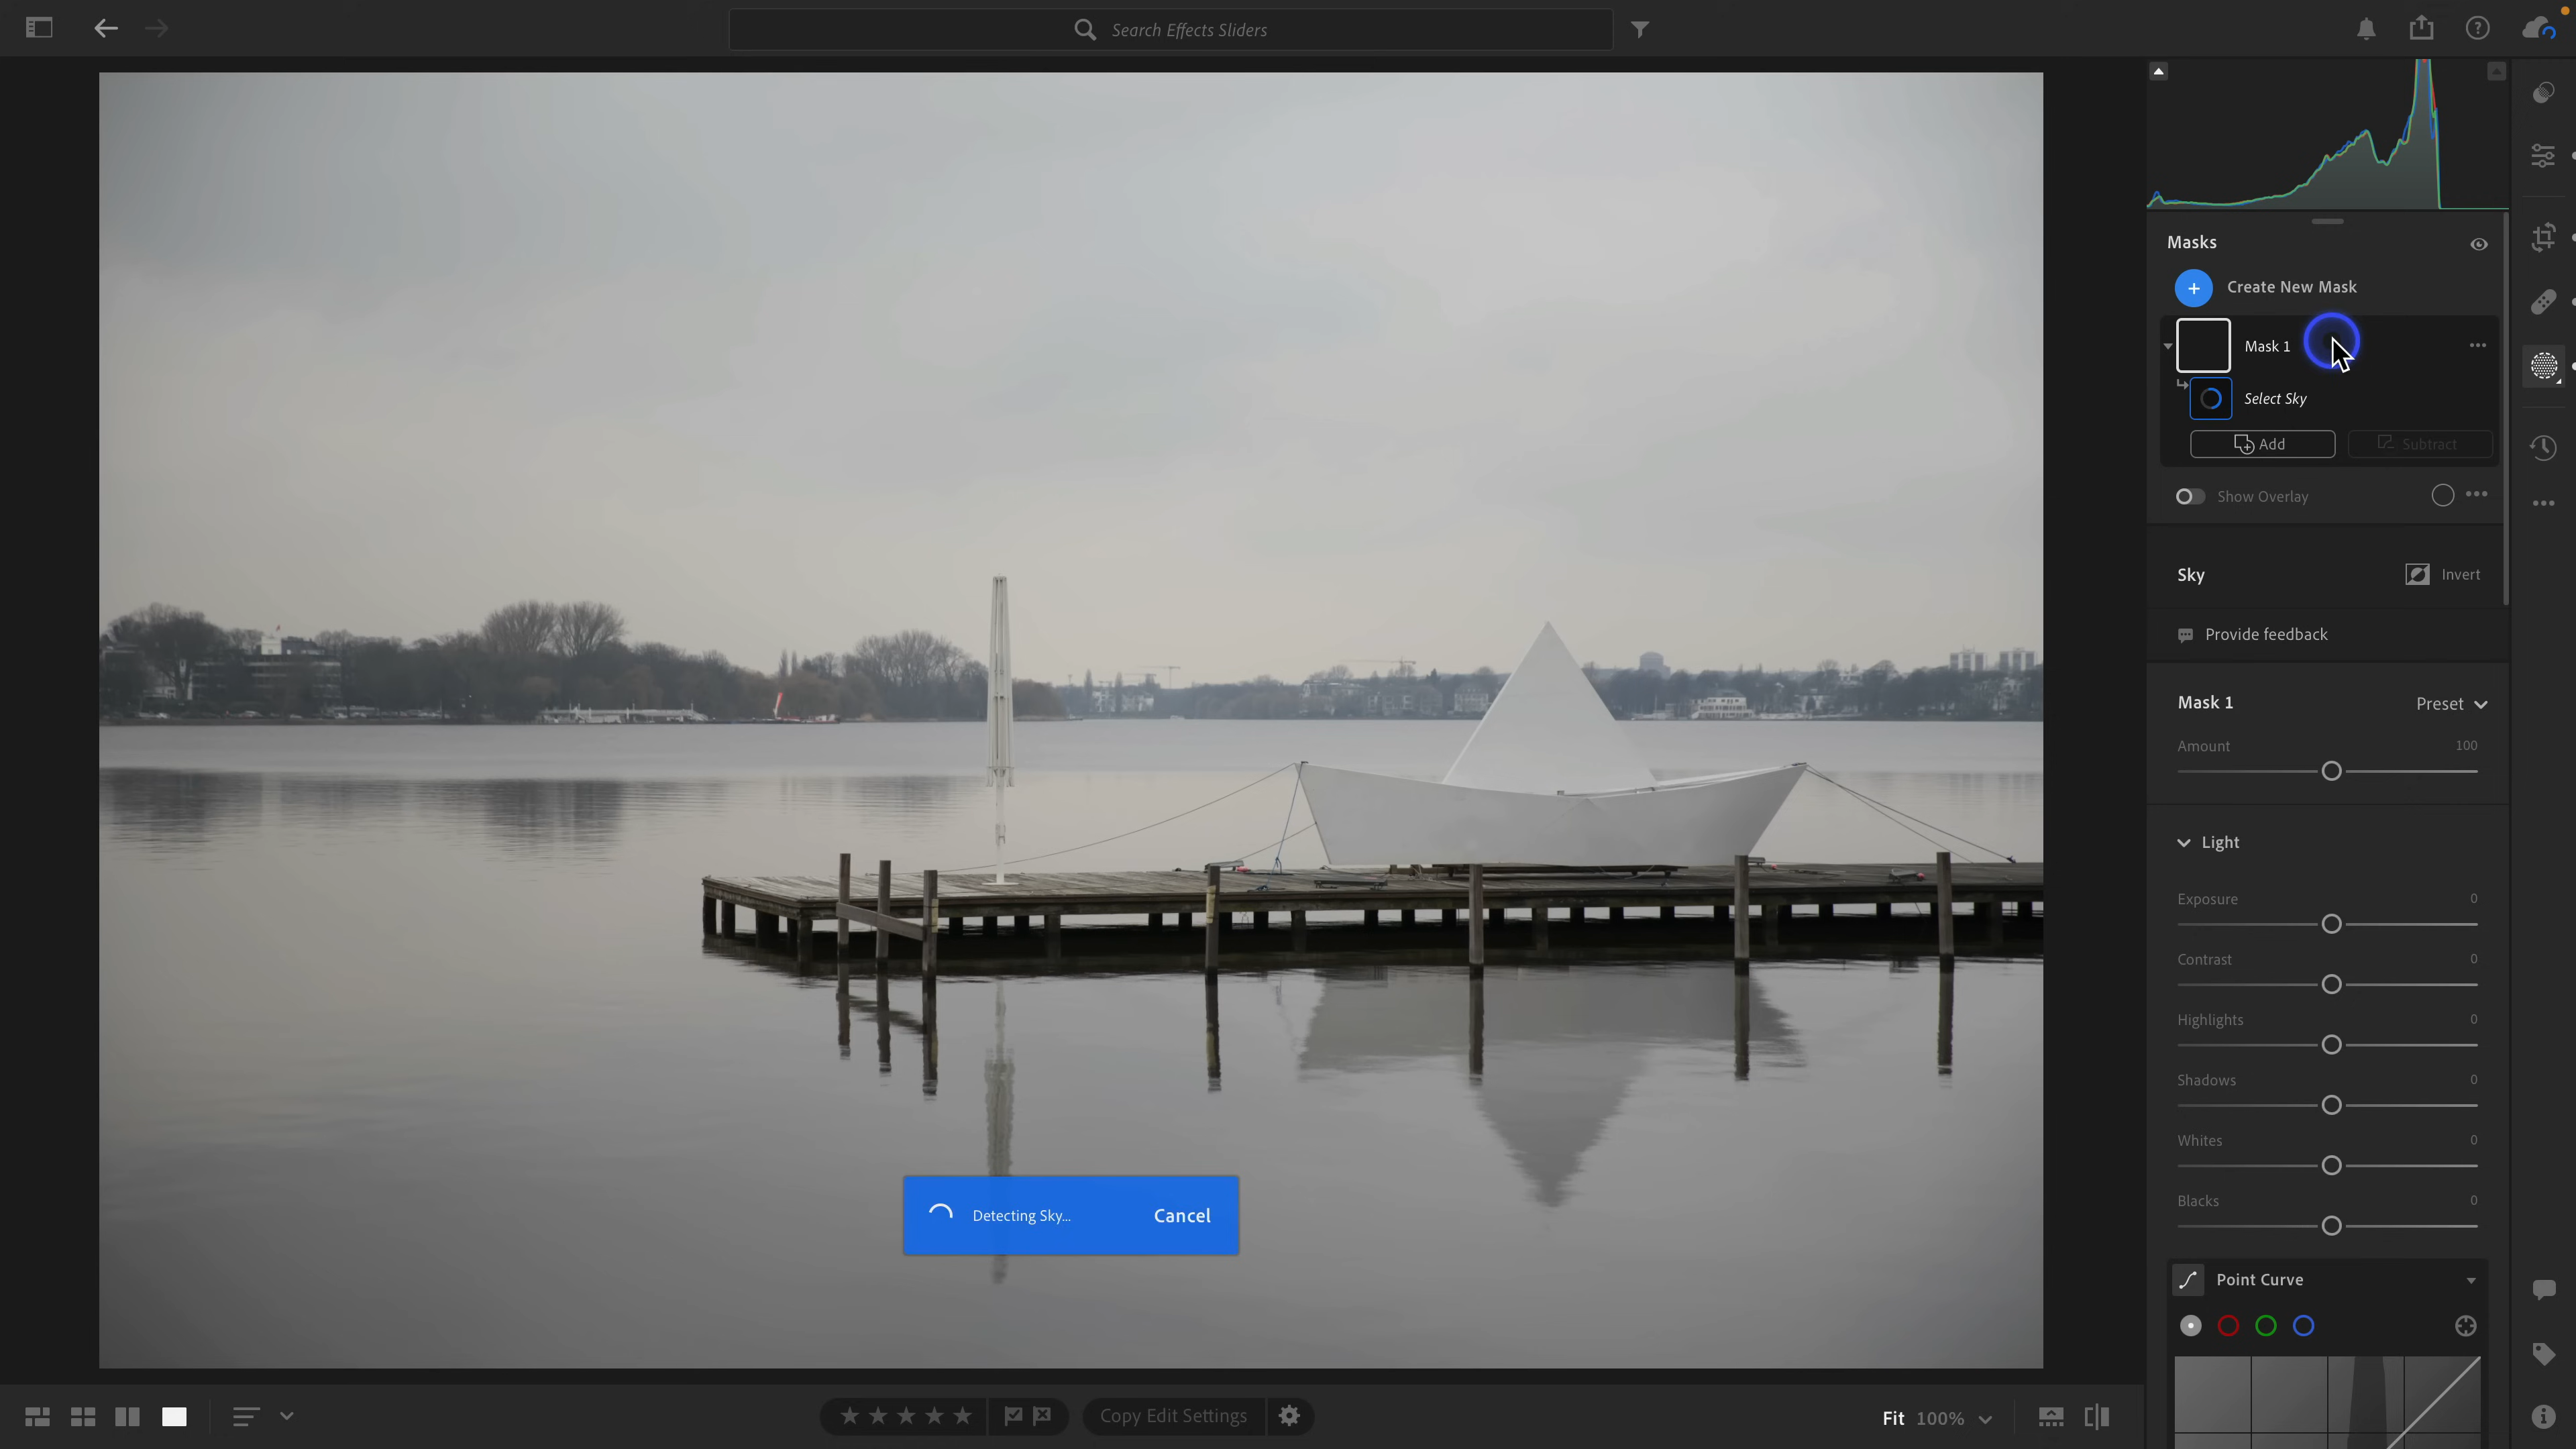 Search Effects Sliders
Masks
Create New Mask
Mask 1
Select Sky
Add
Subtract
Show Overlay
Sky
Invert
Provide feedback
Mask 1
Preset
Amount
100
Light
Exposure
0
Contrast
0
Highlights
0
Shadows
0
Whites
0
Blacks
0
Detecting Sky...
Cancel
Point Curve
Copy Edit Settings
Fit
100%